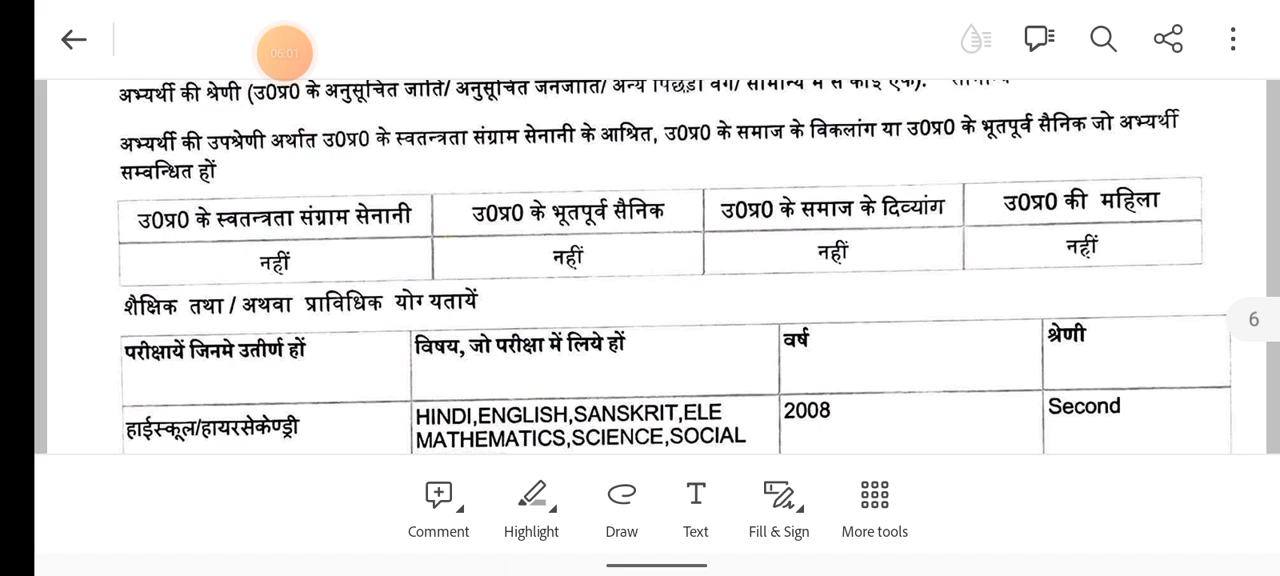 06:01
अभ्यर्थी की श्रेणी (उ0प्र0 के अनुसूचित जाति/ अनुसूचित जनजाति/ अन्य पिछड़ा वर्ग/ सामान्य में से कोई एक):
अभ्यर्थी की उपश्रेणी अर्थात उ0प्र0 के स्वतन्त्रता संग्राम सेनानी के आश्रित, उ0प्र0 के समाज के विकलांग या उ0प्र0 के भूतपूर्व सैनिक जो अभ्यर्थी
सम्बन्धित हों
उ0प्र0 के स्वतन्त्रता संग्राम सेनानी उ0प्र0 के भूतपूर्व सैनिक उ0प्र0 के समाज के दिव्यांग उ0प्र0 की महिला
नहीं नहीं नहीं नहीं
शैक्षिक तथा / अथवा प्राविधिक योग्यतायें
6
परीक्षायें जिनमे उतीर्ण हों विषय, जो परीक्षा में लिये हों वर्ष श्रेणी
हाईस्कूल/हायरसेकेण्ड्री HINDI,ENGLISH,SANSKRIT,ELE 2008 Second
MATHEMATICS,SCIENCE,SOCIAL
Comment Highlight Draw Text Fill & Sign More tools